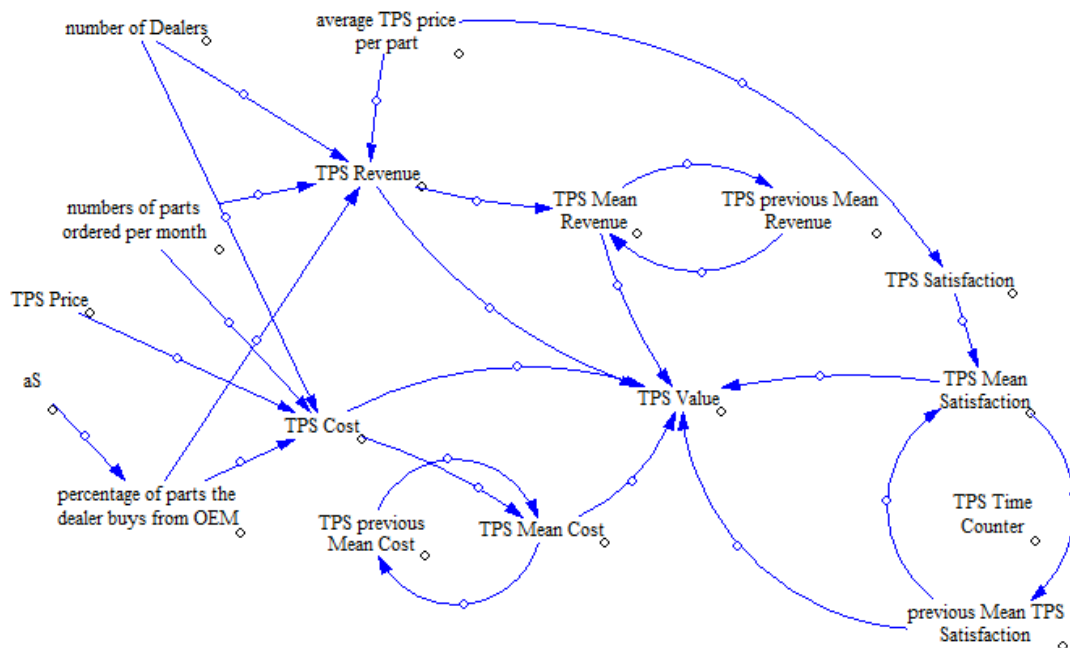 number of Dealers
average TPS price
per part
TPS Revenue
numbers of parts
ordered per month
TPS Mean
Revenue
TPS previous Mean
Revenue
TPS Satisfaction
TPS Price
aS
TPS Value
TPS Mean
Satisfaction
TPS Cost
percentage of parts the
dealer buys from OEM
TPS previous
Mean Cost
TPS Mean Cost
TPS Time
Counter
previous Mean TPS
Satisfaction